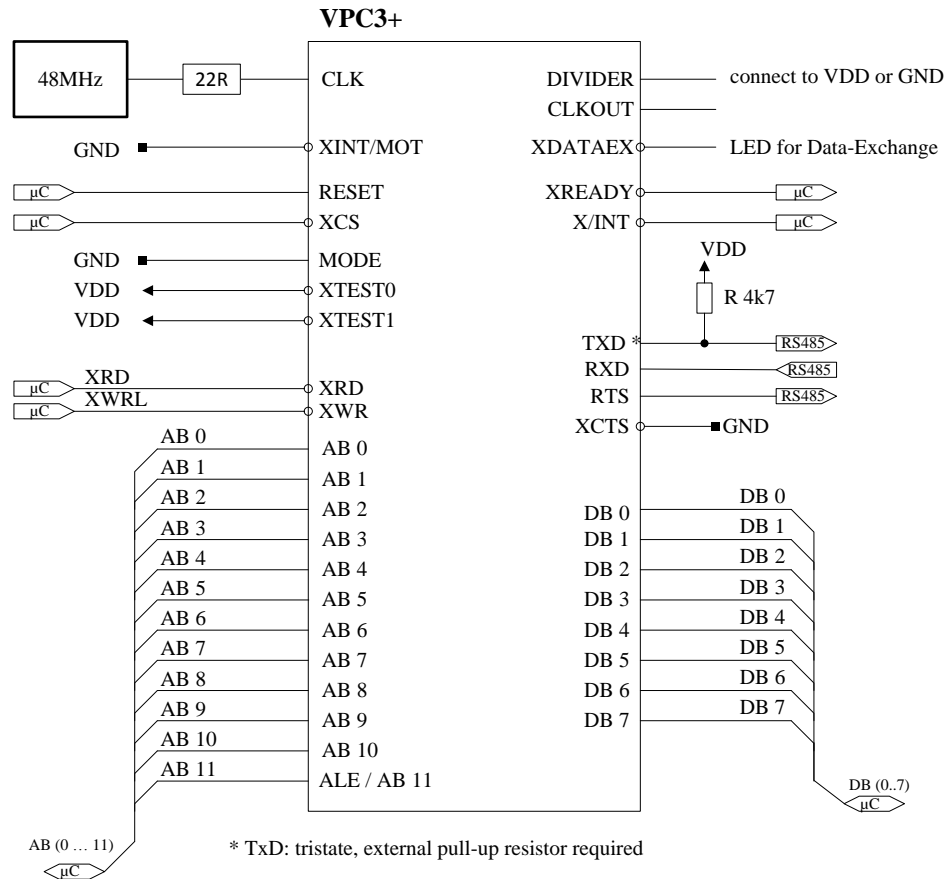 VPC3+
48MHz 22R CLK DIVIDER connect to VDD or GND
CLKOUT
GND XINT/MOT XDATAEX LED for Data-Exchange
µC RESET XREADY µC
µC XCS X/INT µC
GND MODE VDD
VDD XTEST0 R 4k7
VDD XTEST1
TXD * RS485
RXD RS485
XRD
µC XRD RTS RS485
XWRL
µC XWR
XCTS GND
AB 0 AB 0
AB 1 AB 1
AB 2 AB 2 DB 0 DB 0
AB 3 AB 3 DB 1 DB 1
AB 4 AB 4 DB 2 DB 2
AB 5 AB 5 DB 3 DB 3
AB 6 AB 6 DB 4 DB 4
AB 7 AB 7 DB 5 DB 5
AB 8 AB 8 DB 6 DB 6
AB 9 AB 9 DB 7 DB 7
AB 10 AB 10
AB 11 ALE / AB 11 DB (0..7)
µC
AB (0 … 11) * TxD: tristate, external pull-up resistor required
µC